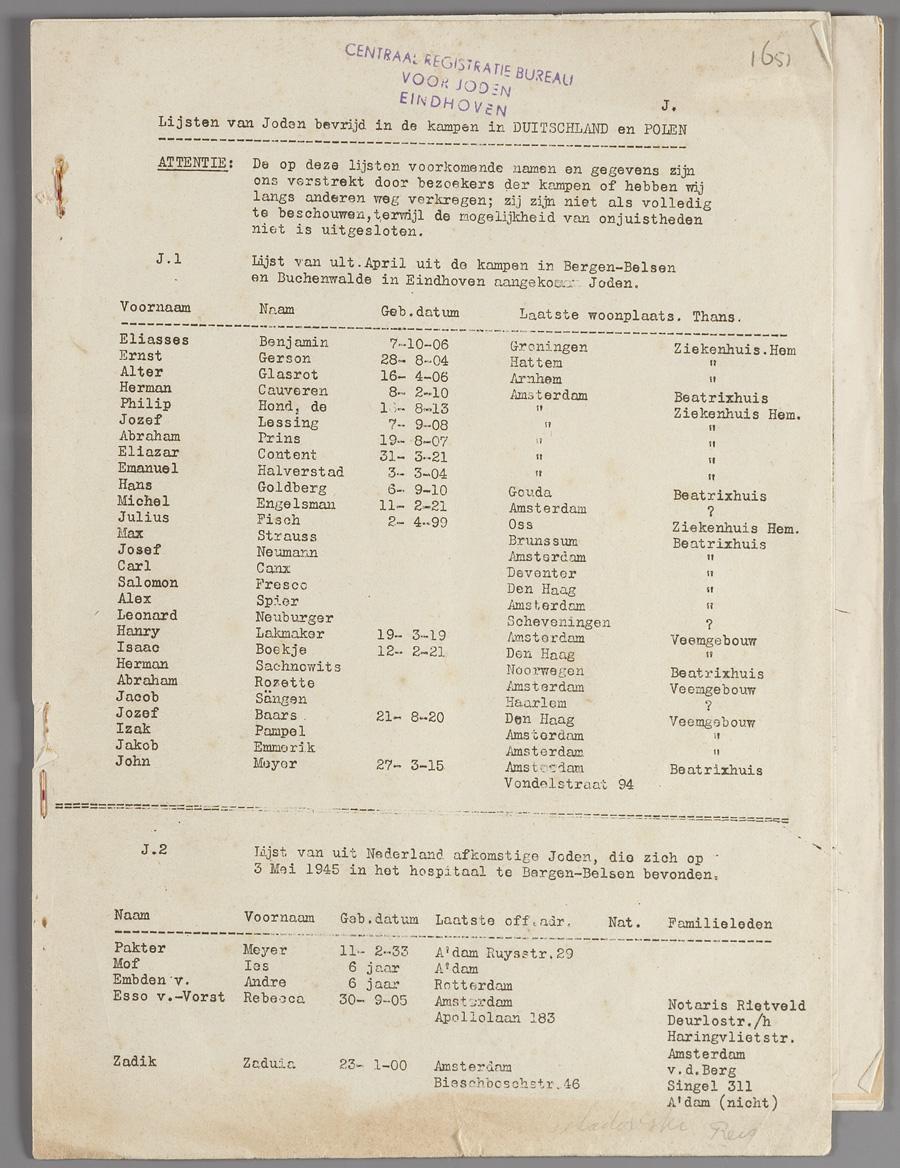 1651
CENTRAAL REGISTRATIE BUREAU
VOOR JODEN
EINDHOVEN
J.
Lijsten van Joden bevrijd in de kampen in DUITSCHLAND en POLEN
ATTENTIE: De op deze lijsten voorkomende namen en gegevens zijn
ons verstrekt door bezoekers der kampen of hebben wij
langs anderen weg verkregen; zij zijn niet als volledig
te beschouwen, terwijl de mogelijkheid van onjuistheden
niet is uitgesloten.
J.1 Lijst van ult.April uit de kampen in Bergen-Belsen
en Buchenwalde in Eindhoven Joden.
Voornaam Naam Geb.datum Laatste woonplaats. Thans.
Eliasses Benjamin 7-10-06 Groningen Ziekenhuis.Hem
Ernst Gerson 28- 8-04 Hattem "
Alter Glasrot 16- 4-06 Arnhem "
Herman Cauveren 8- 2-10 Amsterdam Beatrixhuis
Philip Hond, de 8-13 " Ziekenhuis Hem.
Jozef Lessing 7- 9-08 " "
Abraham Prins 19- 8-07 " "
Eliazar Content 31- 3-21 " "
Emanuel Halverstad 3- 3-04 " "
Hans Goldberg 6- 9-10 Gouda Beatrixhuis
Michel Engelsman 11- 2-21 Amsterdam ?
Julius Fisch 2- 4-99 Oss Ziekenhuis Hem.
Max Strauss Brunssum Beatrixhuis
Josef Neumann Amsterdam "
Carl Canx Deventer "
Salomon Fresco Den Haag "
Alex Spier Amsterdam "
Leonard Neuburger Scheveningen ?
Hanry Lakmaker 19- 3-19 Amsterdam Veemgebouw
Isaac Boekje 12- 2-21 Den Haag "
Herman Sachnowits Noorwegen Beatrixhuis
Abraham Rozette Amsterdam Veemgebouw
Jacob Sängen Haarlem ?
Jozef Baars 21- 8-20 Den Haag Veemgebouw
Izak Pampel Amsterdam "
Jakob Emmerik Amsterdam "
John Meyer 27- 3-15 Amsterdam Beatrixhuis
Vondelstraat 94
J.2 Lijst van uit Nederland afkomstige Joden, die zich op
3 Mei 1945 in het hospitaal te Bergen-Belsen bevonden.
Naam Voornaam Geb.datum Laatste off.adr. Nat. Familieleden
Pakter Meyer 11- 2-33 A'dam Ruysstr.29
Mof Ies 6 jaar A'dam
Embden v. Andre 6 jaar Rotterdam
Esso v.-Vorst Rebecca 30- 9-05 Amsterdam Notaris Rietveld
Apollolaan 183 Deurlostr./h
Haringvlietstr.
Amsterdam
Zadik Zaduia 23- 1-00 Amsterdam v.d.Berg
Bieschboschstr.46 Singel 311
A'dam (nicht)